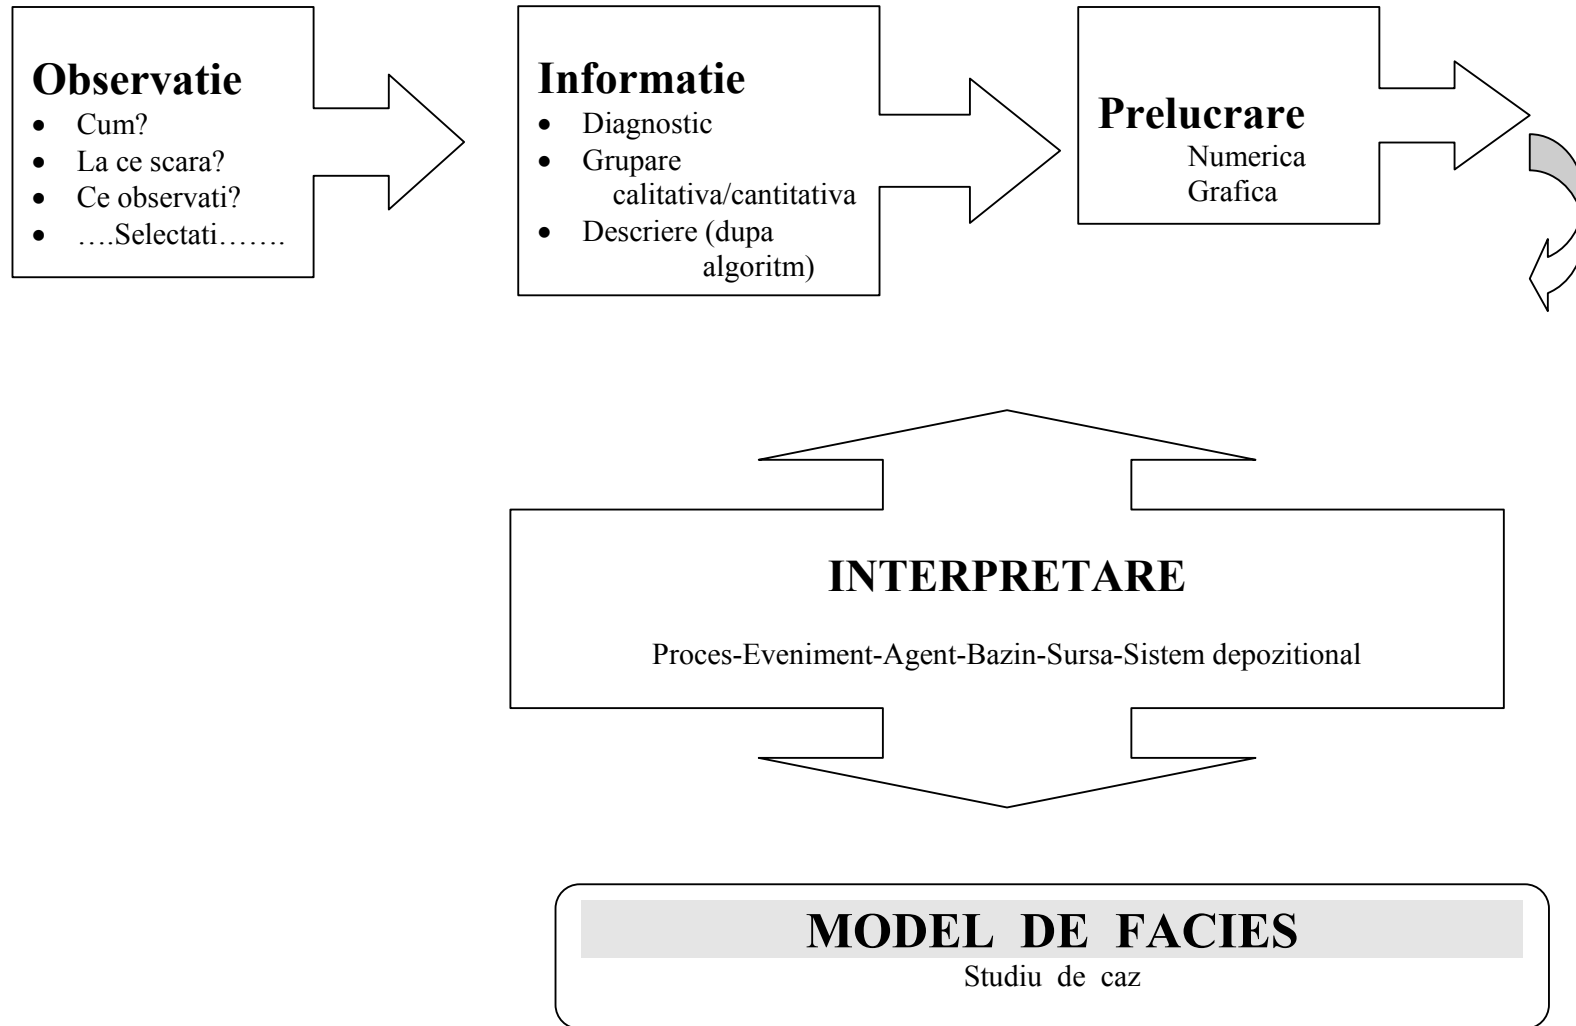 Observatie
• Cum?
• La ce scara?
• Ce observati?
• ….Selectati…….
Informatie
• Diagnostic
• Grupare
calitativa/cantitativa
• Descriere (dupa
algoritm)
Prelucrare
Numerica
Grafica
INTERPRETARE
Proces-Eveniment-Agent-Bazin-Sursa-Sistem depozitional
MODEL DE FACIES
Studiu de caz